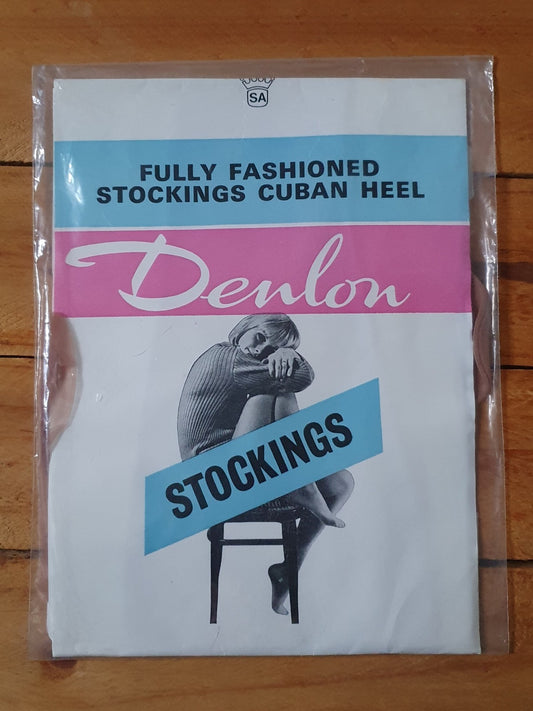 SA
FULLY FASHIONED
STOCKINGS CUBAN HEEL
Denlon
STOCKINGS